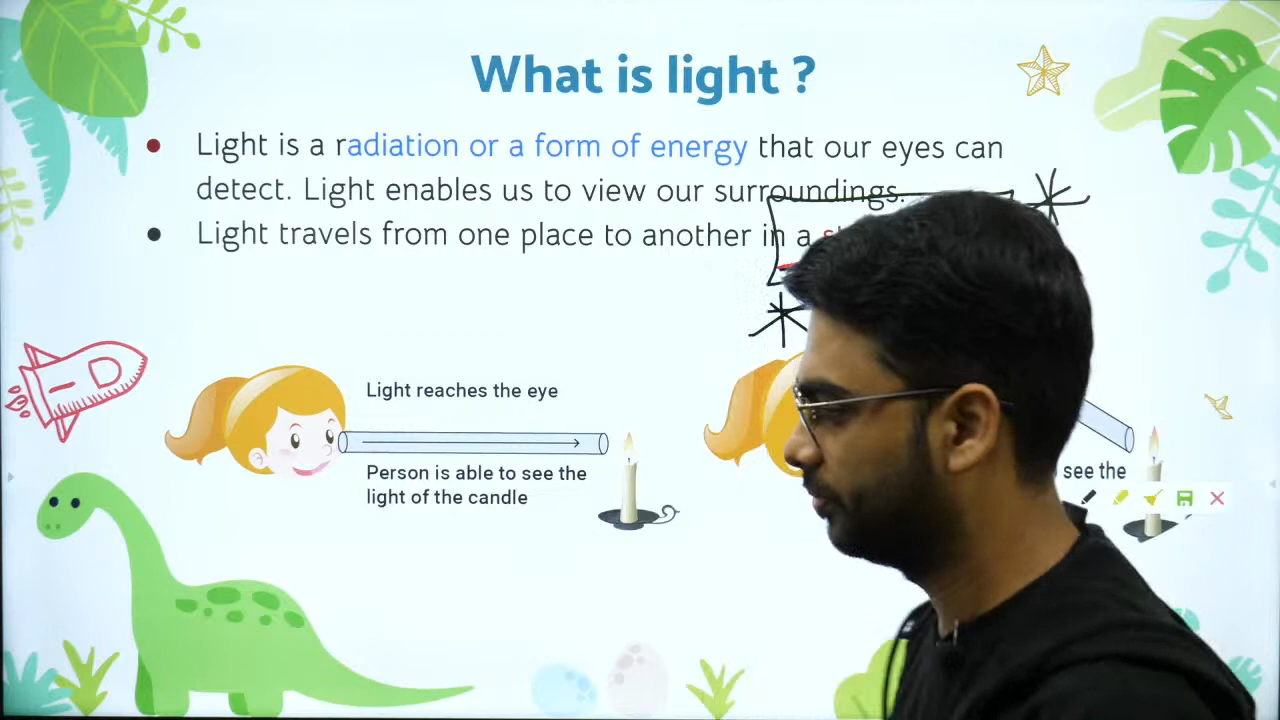 What is light ?
Light is a radiation or a form of energy that our eyes can
detect. Light enables us to view our surroundings.
Light travels from one place to another in a
Light reaches the eye
Person is able to see the
light of the candle
see the